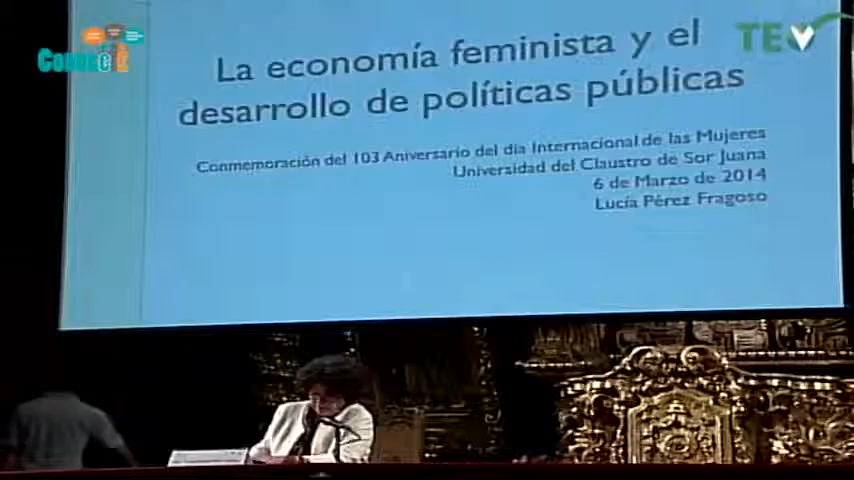 La economía feminista y el
desarrollo de políticas públicas
Conmemoración del 103 Aniversario del día Internacional de las Mujeres
Universidad del Claustro de Sor Juana
6 de Marzo de 2014
Lucía Pérez Fragoso